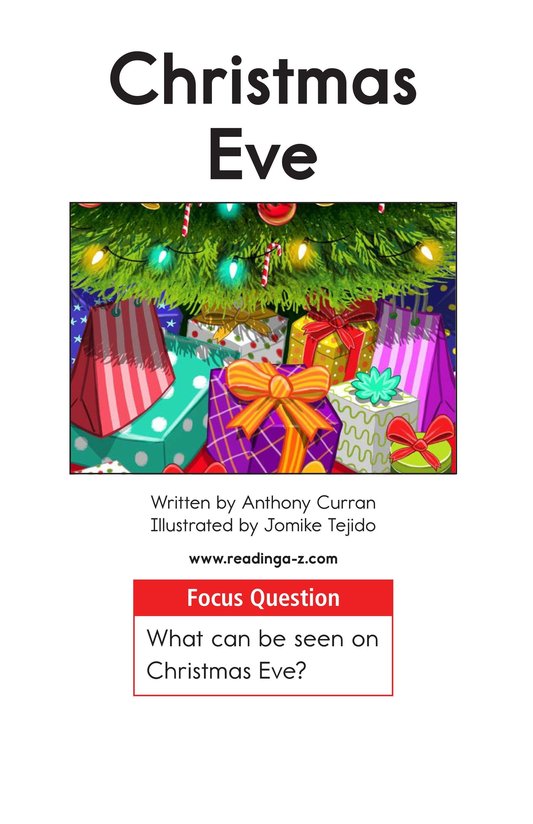 Christmas
Eve
Written by Anthony Curran
Illustrated by Jomike Tejido
www.readinga-z.com
Focus Question
What can be seen on
Christmas Eve?